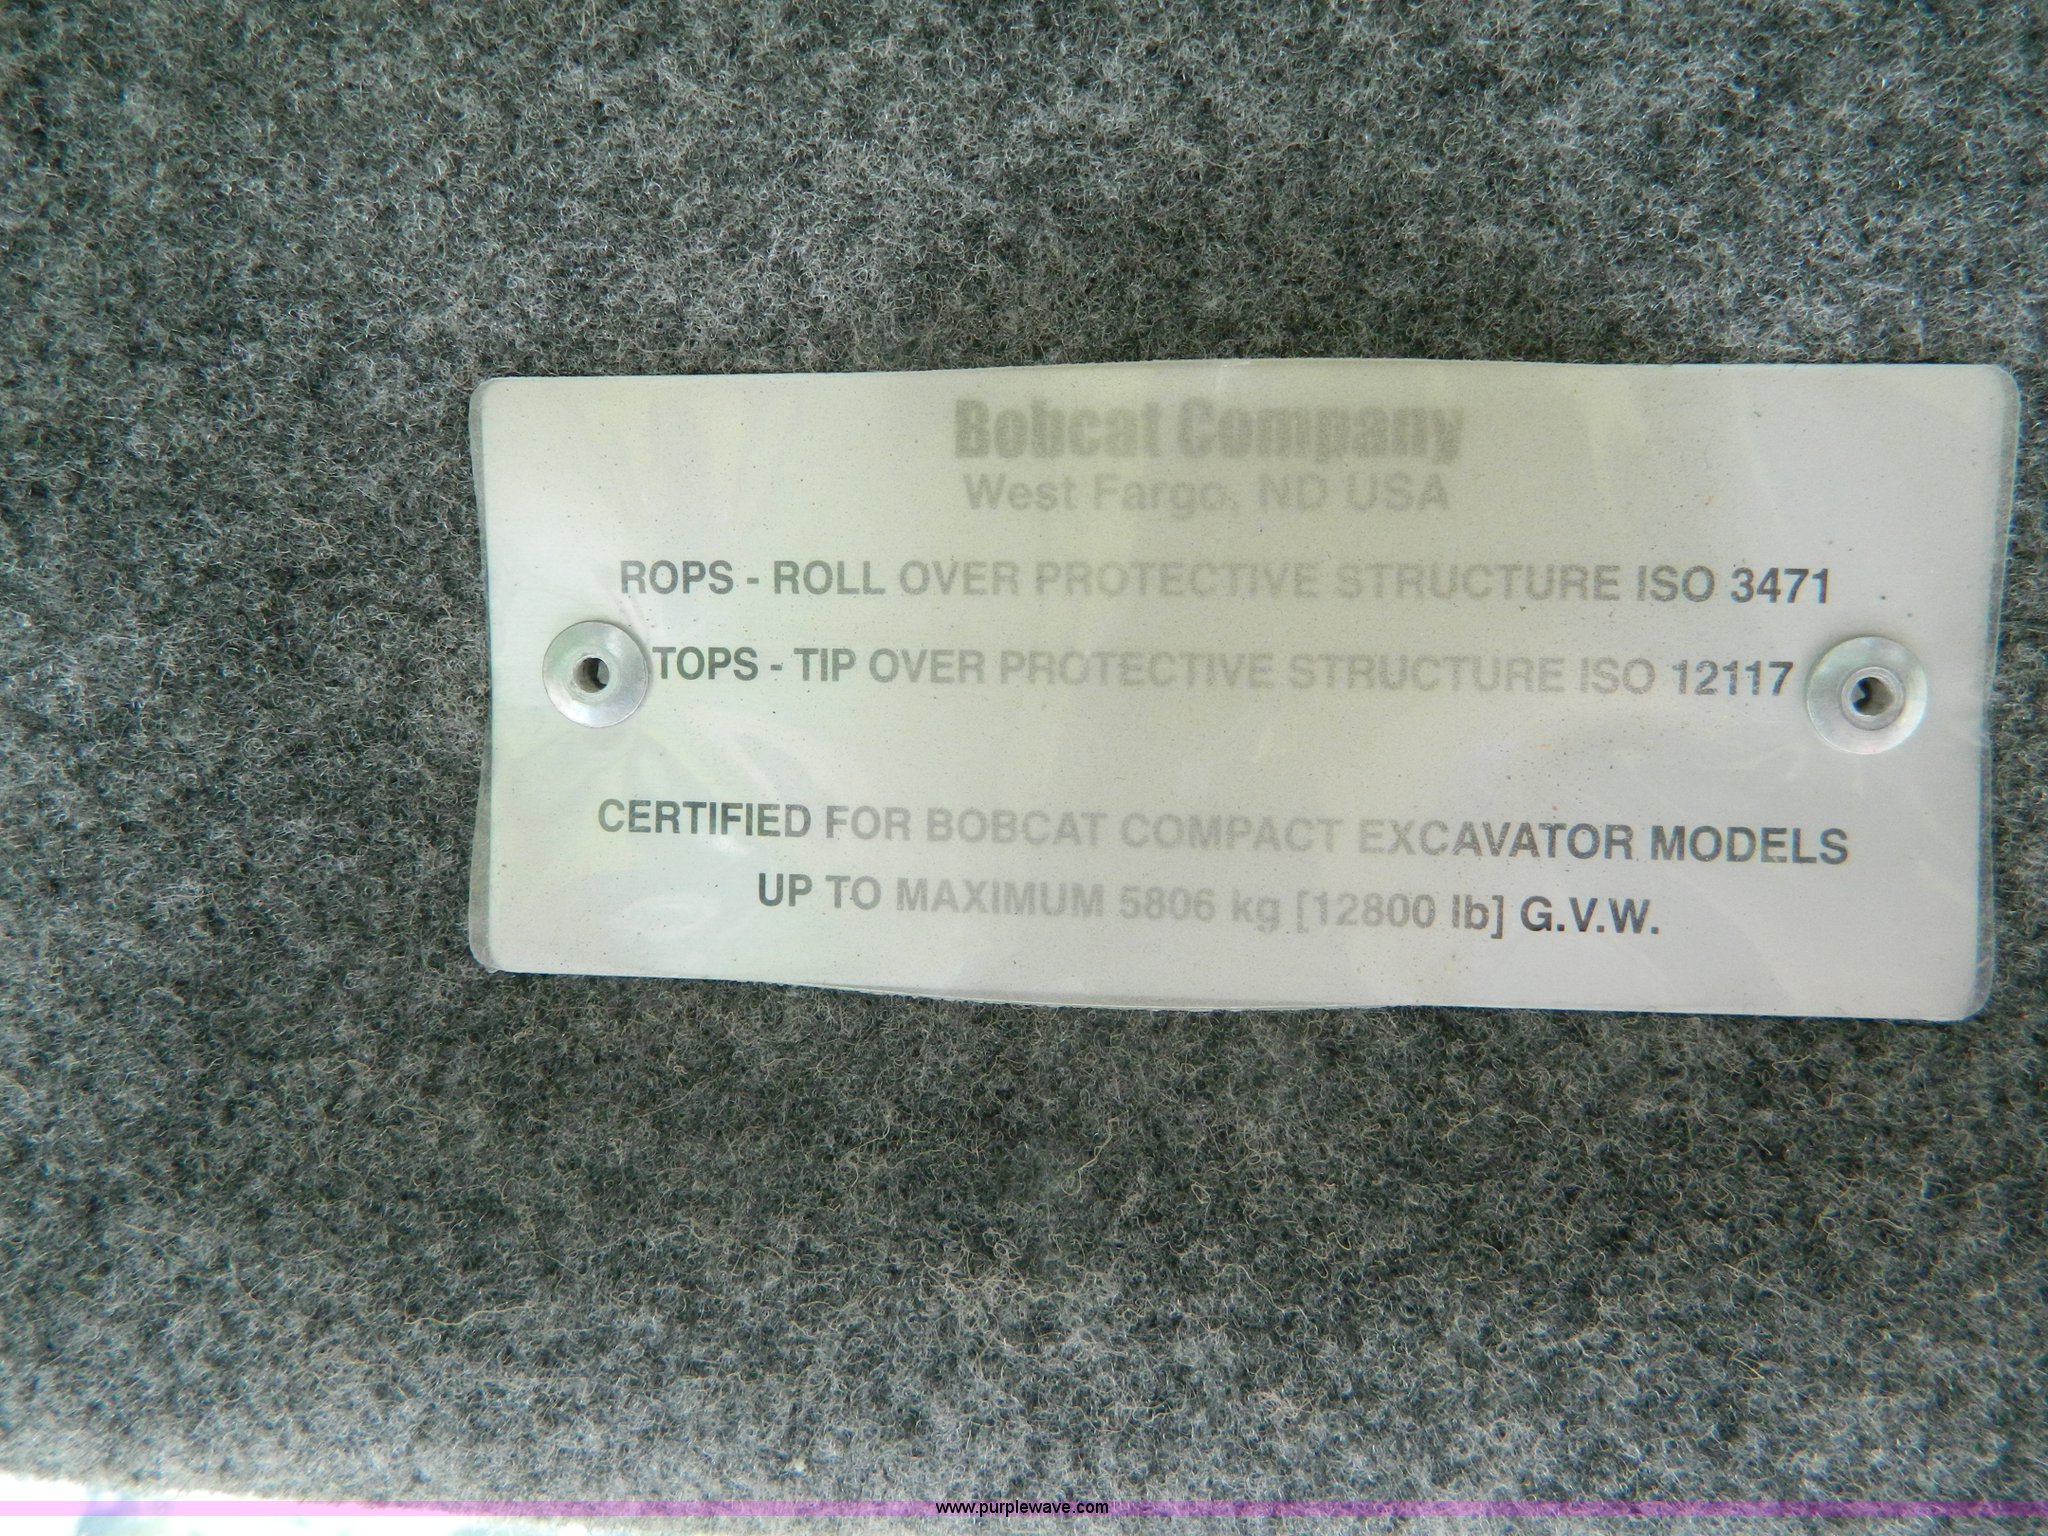 Bobcat Company
West Fargo, ND USA
ROPS - ROLL OVER PROTECTIVE STRUCTURE ISO 3471
TOPS - TIP OVER PROTECTIVE STRUCTURE ISO 12117
CERTIFIED FOR BOBCAT COMPACT EXCAVATOR MODELS
UP TO MAXIMUM 5806 kg [12800 lb] G.V.W.
www.purplewave.com